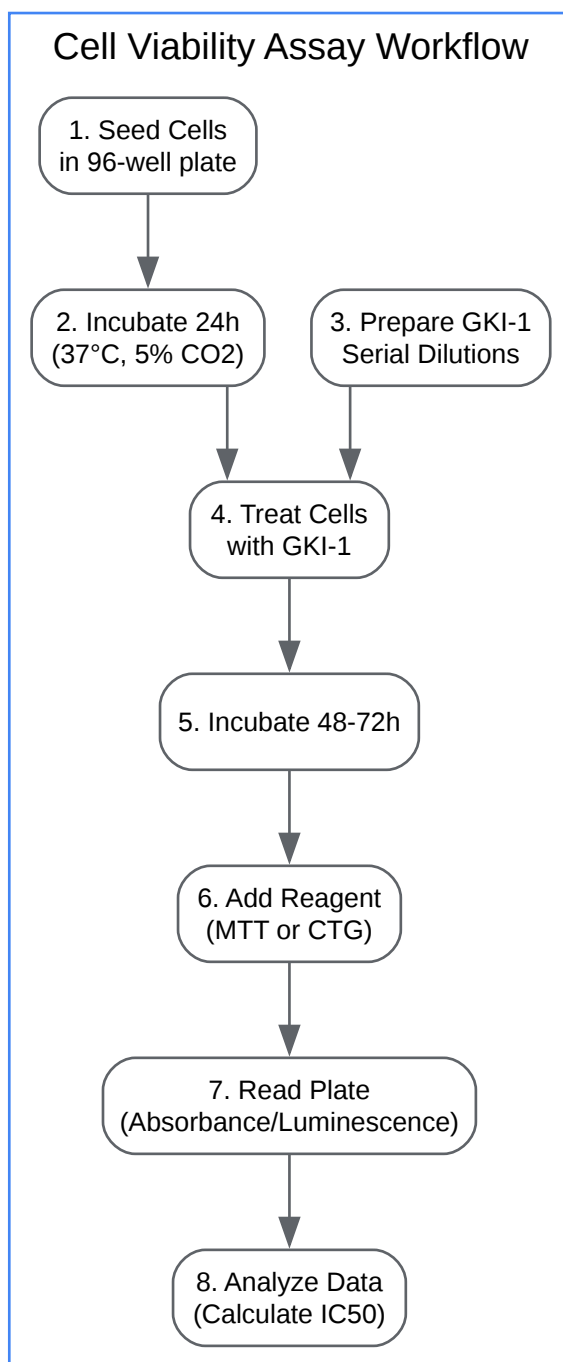 Cell Viability Assay Workflow
1. Seed Cells
in 96-well plate
2. Incubate 24h
(37°C, 5% CO2)
3. Prepare GKI-1
Serial Dilutions
4. Treat Cells
with GKI-1
5. Incubate 48-72h
6. Add Reagent
(MTT or CTG)
7. Read Plate
(Absorbance/Luminescence)
8. Analyze Data
(Calculate IC50)